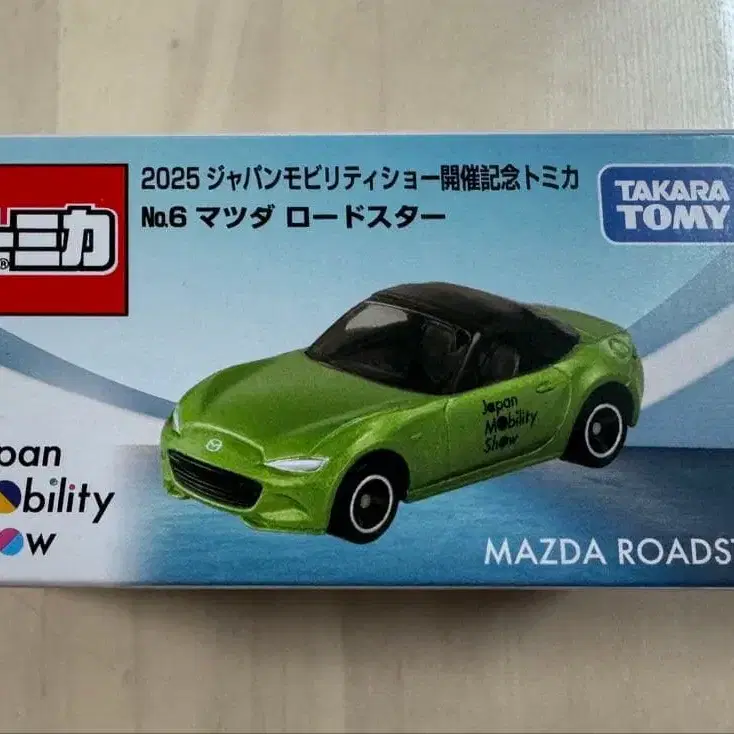 2025 ジャパンモビリティショー開催記念トミカ
No.6 マツダ ロードスター
トミカ
®
TAKARA
TOMY
Japan
Mobility
Show
pan
bility
ow
MAZDA ROADST